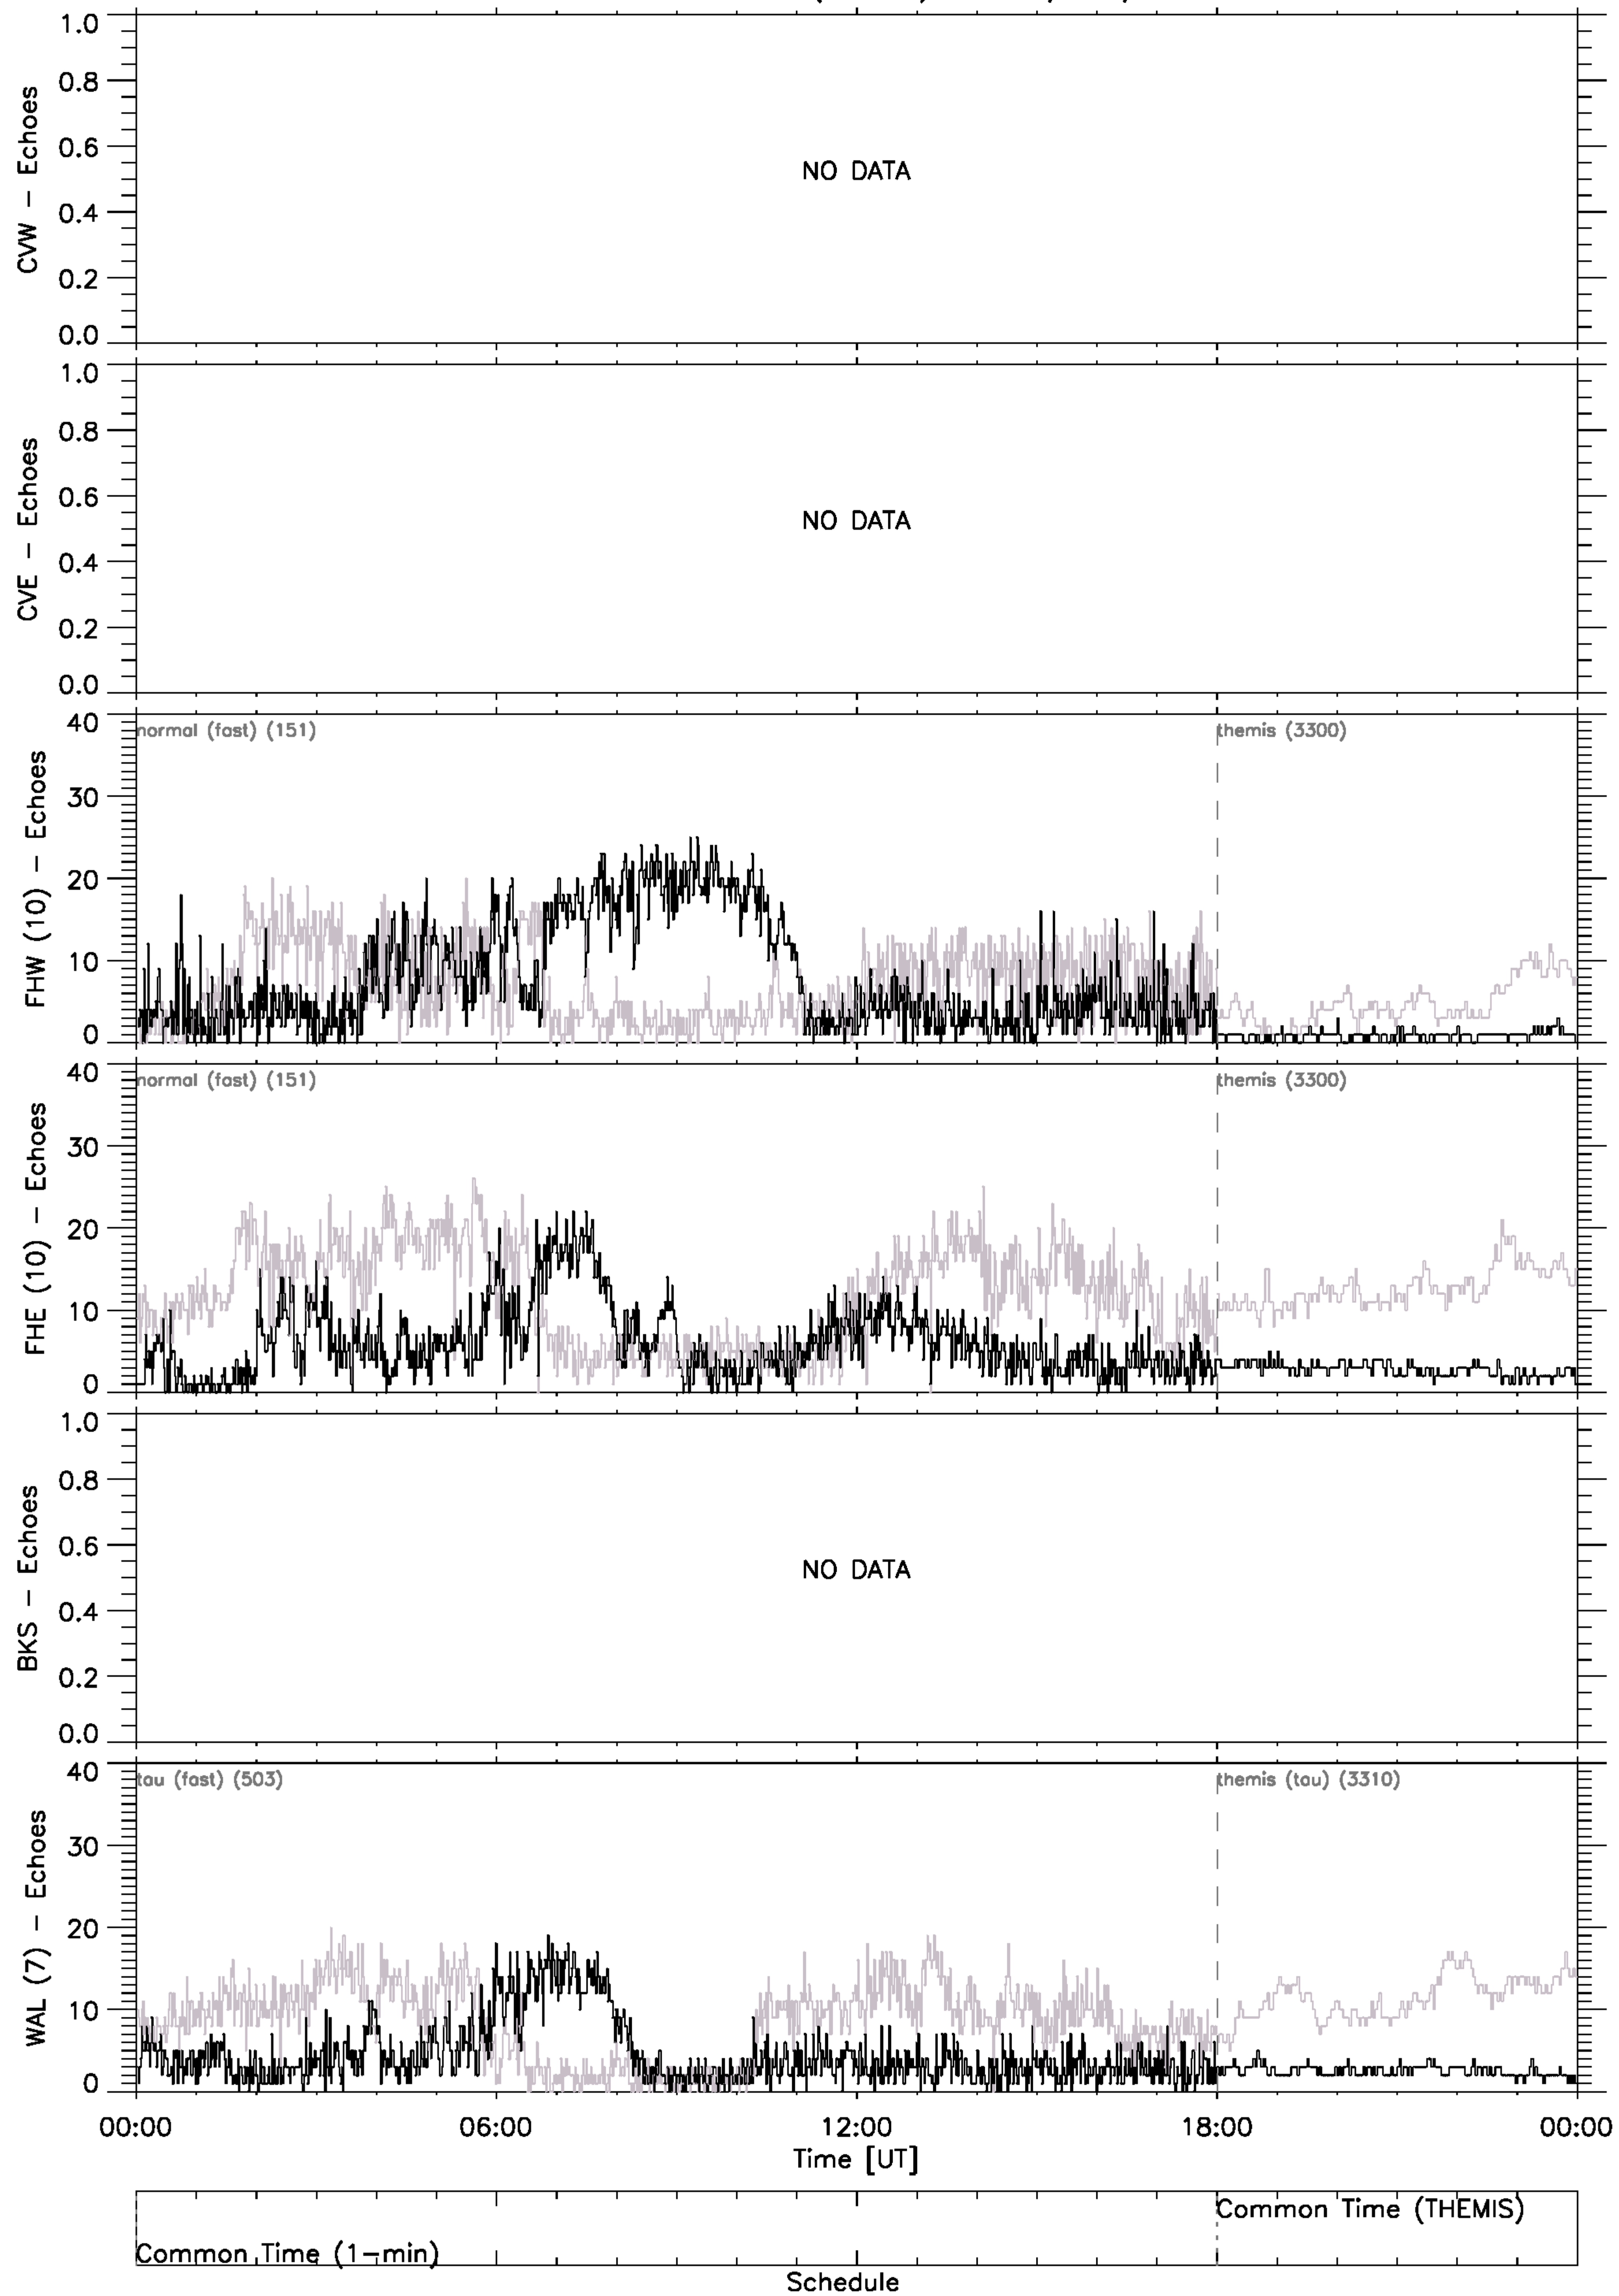 CVW – Echoes
1.0
0.8
0.6
0.4
0.2
0.0
NO DATA
CVE – Echoes
1.0
0.8
0.6
0.4
0.2
0.0
NO DATA
FHW (10) – Echoes
40
30
20
10
0
normal (fast) (151)
themis (3300)
FHE (10) – Echoes
40
30
20
10
0
normal (fast) (151)
themis (3300)
BKS – Echoes
1.0
0.8
0.6
0.4
0.2
0.0
NO DATA
WAL (7) – Echoes
40
30
20
10
0
tau (fast) (503)
themis (tau) (3310)
00:00 06:00 12:00 18:00 00:00
Time [UT]
Common Time (THEMIS)
Common Time (1-min)
Schedule